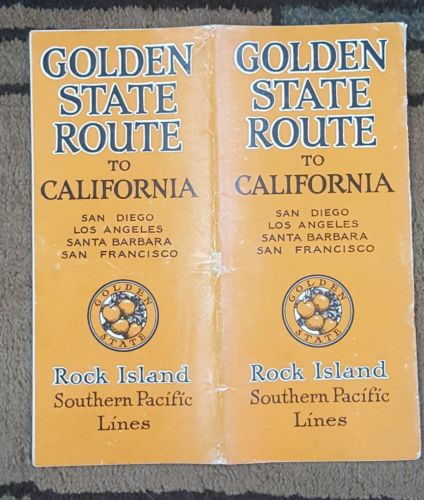 GOLDEN
STATE
ROUTE
TO
CALIFORNIA
SAN DIEGO
LOS ANGELES
SANTA BARBARA
SAN FRANCISCO
GOLDEN
STATE
Rock Island
Southern Pacific
Lines
GOLDEN
STATE
ROUTE
TO
CALIFORNIA
SAN DIEGO
LOS ANGELES
SANTA BARBARA
SAN FRANCISCO
GOLDEN
STATE
Rock Island
Southern Pacific
Lines